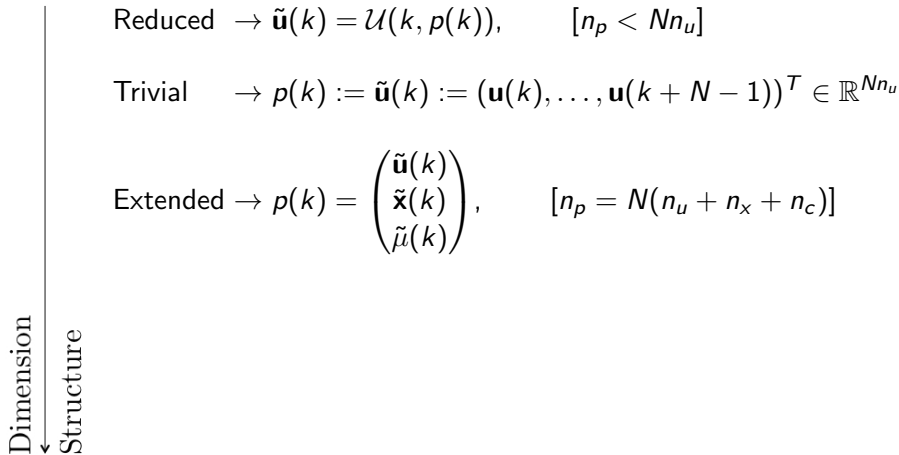 Reduced → ũ(k) = 𝒰(k, p(k)), [n_p < Nn_u]
Trivial → p(k) := ũ(k) := (u(k), . . . , u(k + N − 1))^T ∈ ℝ^{Nn_u}
Extended → p(k) = (ũ(k) x̃(k) μ̃(k)), [n_p = N(n_u + n_x + n_c)]
Dimension
Structure